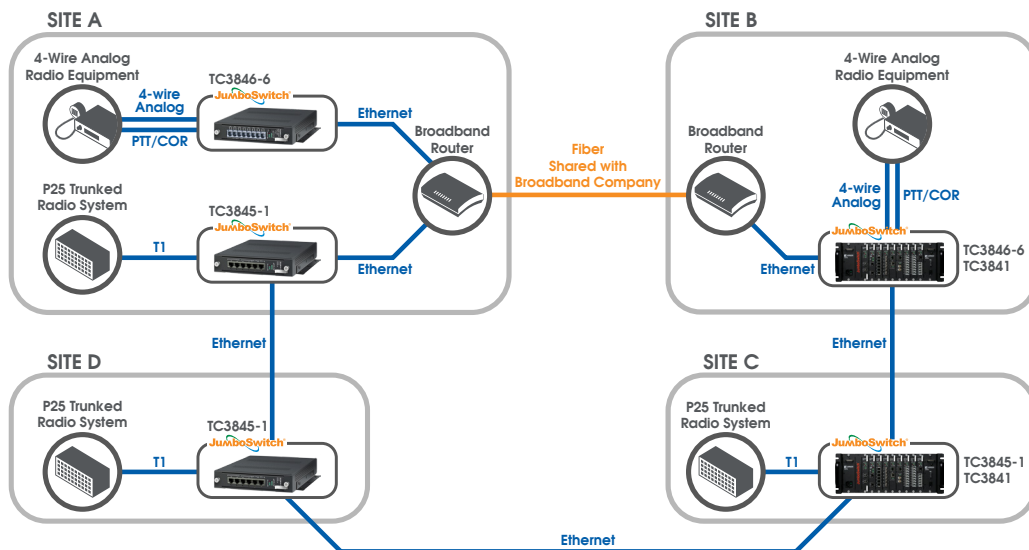 SITE A
4-Wire Analog
Radio Equipment
4-wire
Analog
PTT/COR
TC3846-6
JumboSwitch®
Ethernet
Broadband
Router
P25 Trunked
Radio System
T1
TC3845-1
JumboSwitch®
Ethernet
Fiber
Shared with
Broadband Company
SITE B
4-Wire Analog
Radio Equipment
Broadband
Router
4-wire
Analog
PTT/COR
JumboSwitch®
Ethernet
TC3846-6
TC3841
Ethernet
Ethernet
SITE D
P25 Trunked
Radio System
T1
TC3845-1
JumboSwitch®
SITE C
P25 Trunked
Radio System
T1
JumboSwitch®
TC3845-1
TC3841
Ethernet